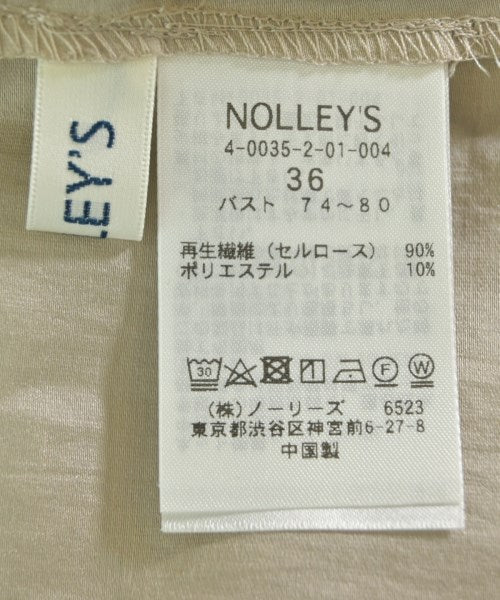 LEY'S
NOLLEY'S
4-0035-2-01-004
36
バスト 74～80
再生繊維（セルロース） 90%
ポリエステル 10%
30 F W
（株）ノーリーズ 6523
東京都渋谷区神宮前6-27-8
中国製